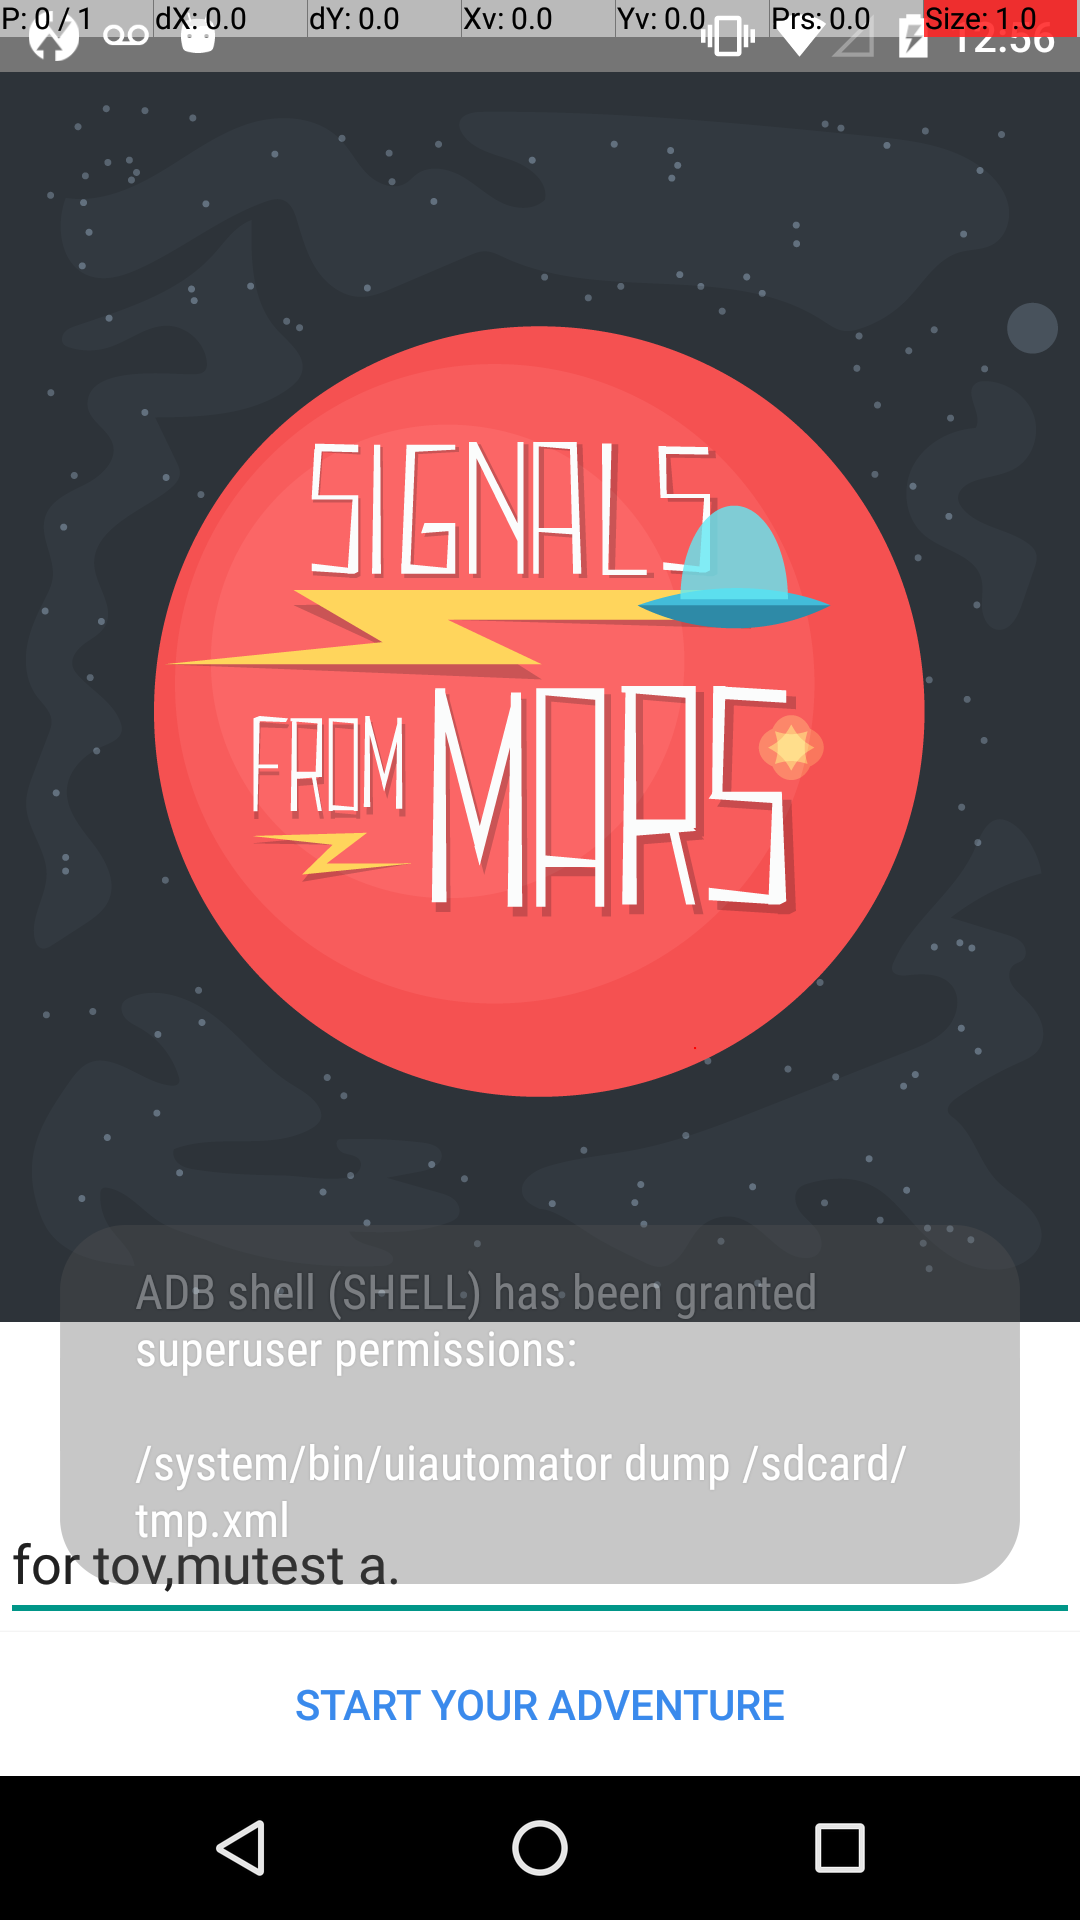 P: 0 / 1 dX: 0.0 dY: 0.0 Xv: 0.0 Yv: 0.0 Prs: 0.0 Size: 1.0
12:56
SIGNALS
FROM MARS
ADB shell (SHELL) has been granted
superuser permissions:
/system/bin/uiautomator dump /sdcard/
tmp.xml
for tov,mutest a.
START YOUR ADVENTURE